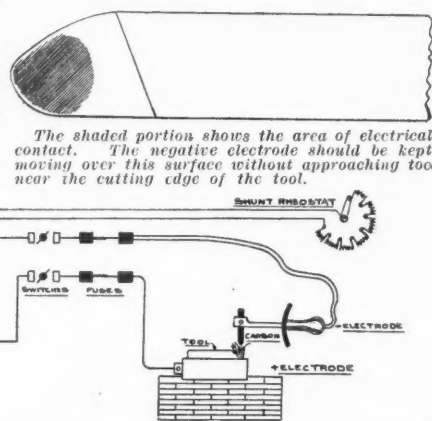 The shaded portion shows the area of electrical
contact. The negative electrode should be kept
moving over this surface without approaching too
near the cutting edge of the tool.
SHUNT RHEOSTAT
SWITCHES FUSES
TOOL
CARBON
-ELECTRODE
+ELECTRODE